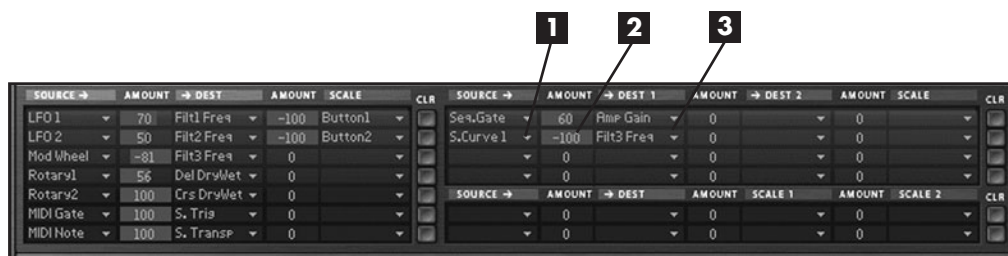 1 2 3
SOURCE → AMOUNT → DEST AMOUNT SCALE CLR SOURCE → AMOUNT → DEST 1 AMOUNT → DEST 2 AMOUNT SCALE CLR
LFO 1 70 Filt1 Freq -100 Button1 Seq.Gate 60 Amp Gain 0 0
LFO 2 50 Filt2 Freq -100 Button2 S.Curve 1 -100 Filt3 Freq 0 0
Mod Wheel -81 Filt3 Freq 0 0 0 0
Rotary1 56 Del DryWet 0 SOURCE → AMOUNT → DEST AMOUNT SCALE 1 AMOUNT SCALE 2 CLR
Rotary2 100 Crs DryWet 0
MIDI Gate 100 S. Trig 0 0 0 0
MIDI Note 100 S. Transp 0 0 0 0